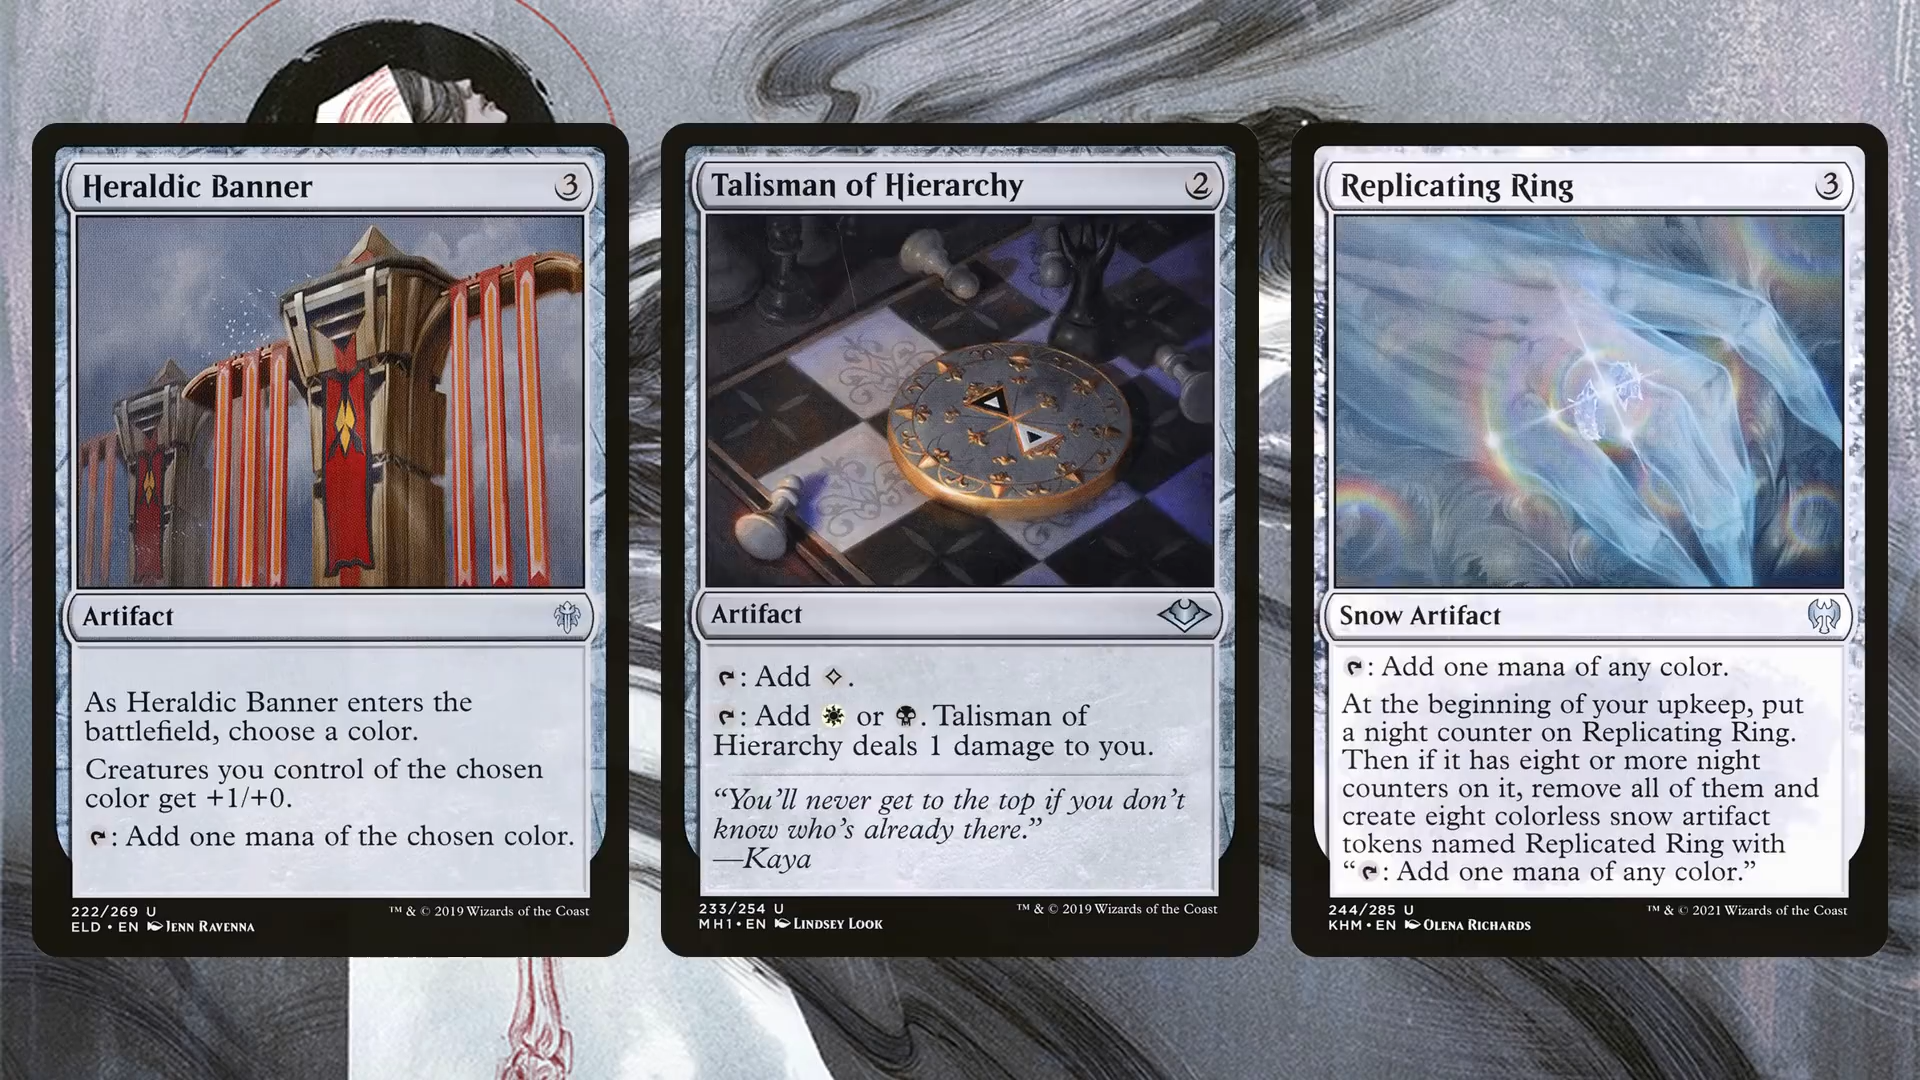 Heraldic Banner 3
Artifact
As Heraldic Banner enters the
battlefield, choose a color.
Creatures you control of the chosen
color get +1/+0.
: Add one mana of the chosen color.
222/269 U
ELD • EN Jenn Ravenna
™ & © 2019 Wizards of the Coast
Talisman of Hierarchy 2
Artifact
: Add .
: Add or . Talisman of
Hierarchy deals 1 damage to you.
“You’ll never get to the top if you don’t
know who’s already there.”
—Kaya
233/254 U
MH1 • EN Lindsey Look
™ & © 2019 Wizards of the Coast
Replicating Ring 3
Snow Artifact
: Add one mana of any color.
At the beginning of your upkeep, put
a night counter on Replicating Ring.
Then if it has eight or more night
counters on it, remove all of them and
create eight colorless snow artifact
tokens named Replicated Ring with
“: Add one mana of any color.”
244/285 U
KHM • EN Olena Richards
™ & © 2021 Wizards of the Coast